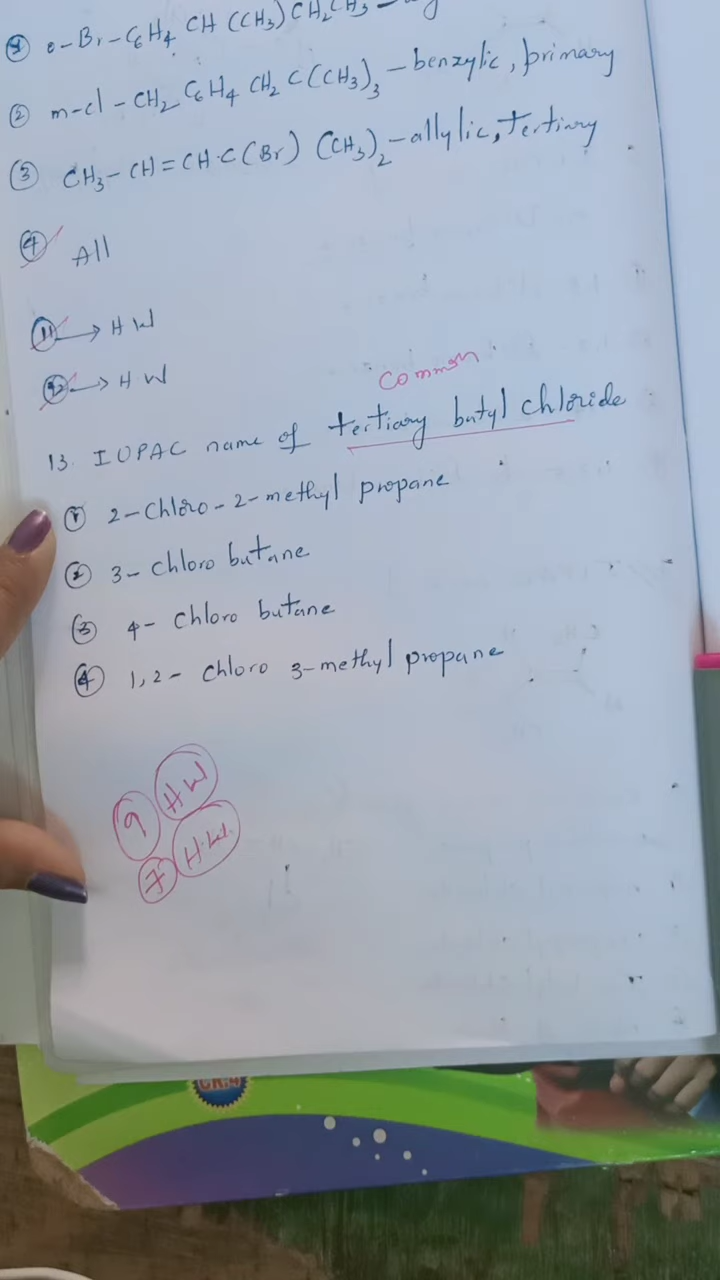 ① o-Br-C6H4 CH (CH3) CH2CH3 -
② m-cl-CH2 C6H4 CH2 C(CH3)3 - benzylic, primary
③ CH3-CH=CH-C(Br) (CH3)2 - allylic, tertiary
④ All
⑪ → HW
⑫ → HW
common
13. IUPAC name of tertiary butyl chloride
① 2-Chloro-2-methyl propane
② 3- chloro butane
③ 4- chloro butane
④ 1,2- chloro 3-methyl propane
9 HW
7 H.W.